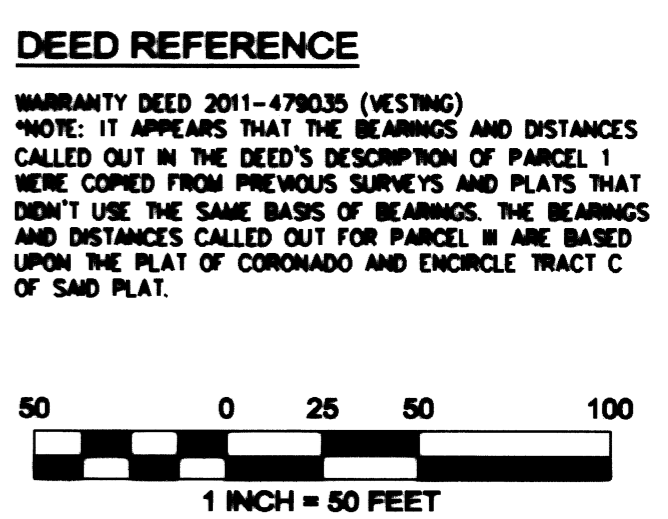 DEED REFERENCE
WARRANTY DEED 2011-479035 (VESTING)
*NOTE: IT APPEARS THAT THE BEARINGS AND DISTANCES
CALLED OUT IN THE DEED'S DESCRIPTION OF PARCEL 1
WERE COPIED FROM PREVIOUS SURVEYS AND PLATS THAT
DIDN'T USE THE SAME BASIS OF BEARINGS. THE BEARINGS
AND DISTANCES CALLED OUT FOR PARCEL III ARE BASED
UPON THE PLAT OF CORONADO AND ENCIRCLE TRACT C
OF SAID PLAT.
50 0 25 50 100
1 INCH = 50 FEET